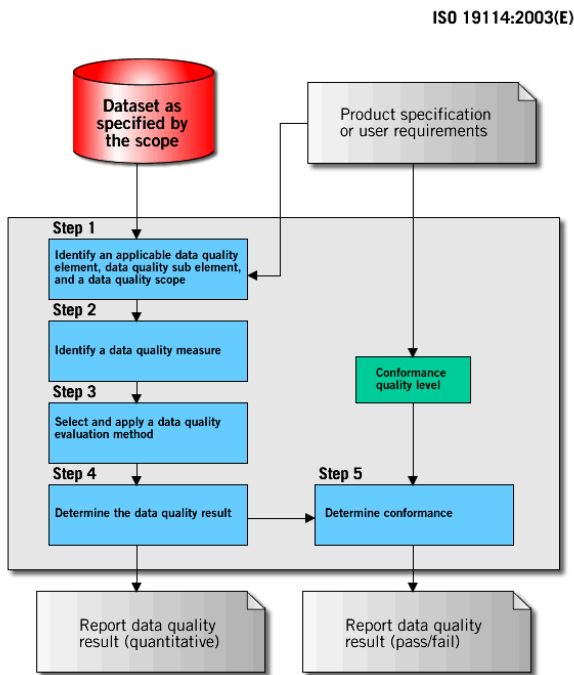 ISO 19114:2003(E)
Dataset as
specified by
the scope
Product specification
or user requirements
Step 1
Identify an applicable data quality
element, data quality sub element,
and a data quality scope
Step 2
Identify a data quality measure
Step 3
Select and apply a data quality
evaluation method
Conformance
quality level
Step 4
Determine the data quality result
Step 5
Determine conformance
Report data quality
result (quantitative)
Report data quality
result (pass/fail)